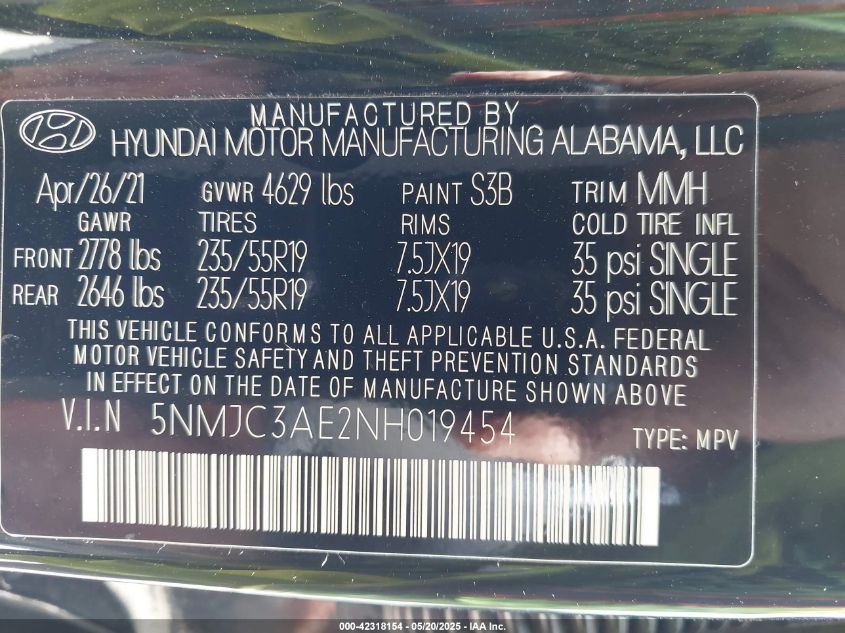 MANUFACTURED BY
HYUNDAI MOTOR MANUFACTURING ALABAMA, LLC
Apr/26/21 GVWR 4629 lbs PAINT S3B TRIM MMH
GAWR TIRES RIMS COLD TIRE INFL
FRONT 2778 lbs 235/55R19 7.5JX19 35 psi SINGLE
REAR 2646 lbs 235/55R19 7.5JX19 35 psi SINGLE
THIS VEHICLE CONFORMS TO ALL APPLICABLE U.S.A. FEDERAL
MOTOR VEHICLE SAFETY AND THEFT PREVENTION STANDARDS
IN EFFECT ON THE DATE OF MANUFACTURE SHOWN ABOVE
V.I.N 5NMJC3AE2NH019454 TYPE: MPV
000-42318154 - 05/20/2025 - IAA Inc.